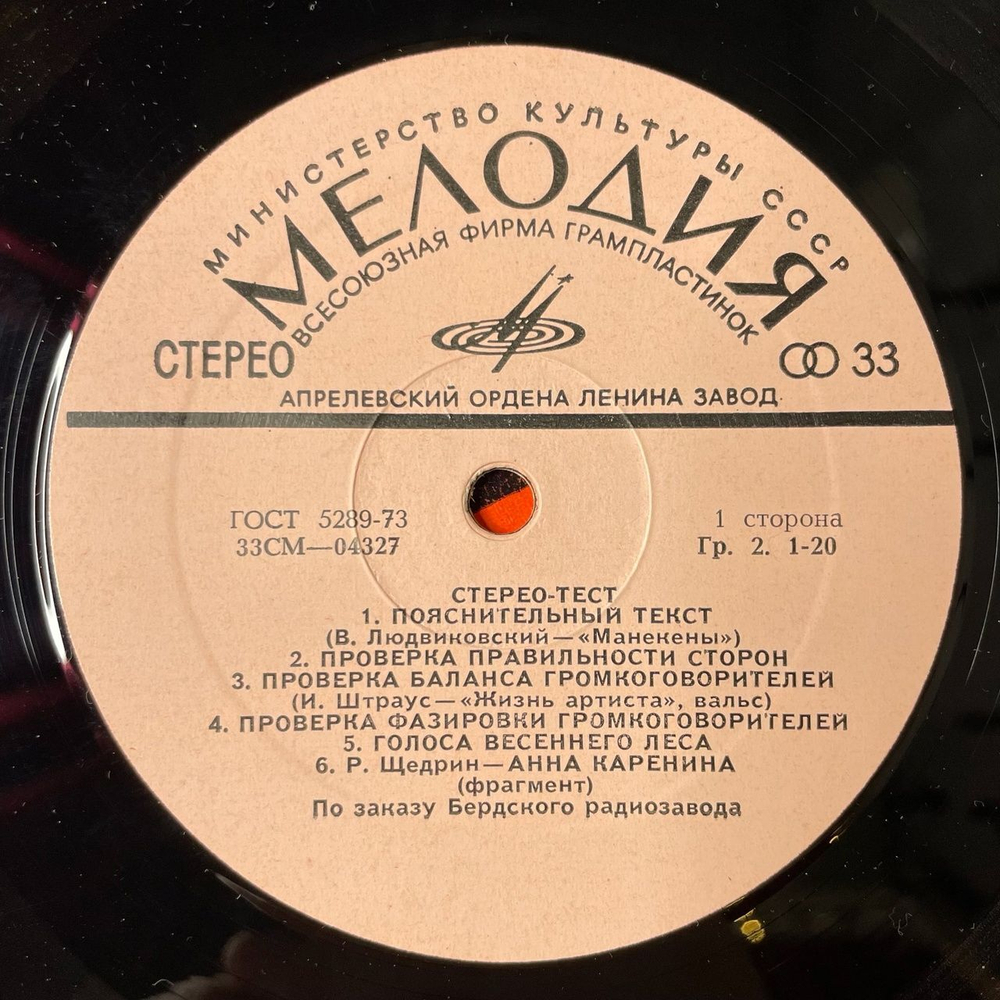 МИНИСТЕРСТВО КУЛЬТУРЫ СССР
МЕЛОДИЯ
ВСЕСОЮЗНАЯ ФИРМА ГРАМПЛАСТИНОК
СТЕРЕО
33
АПРЕЛЕВСКИЙ ОРДЕНА ЛЕНИНА ЗАВОД
ГОСТ 5289-73
33СМ—04327
1 сторона
Гр. 2. 1-20
СТЕРЕО-ТЕСТ
1. ПОЯСНИТЕЛЬНЫЙ ТЕКСТ
(В. Людвиковский—«Манекены»)
2. ПРОВЕРКА ПРАВИЛЬНОСТИ СТОРОН
3. ПРОВЕРКА БАЛАНСА ГРОМКОГОВОРИТЕЛЕЙ
(И. Штраус—«Жизнь артиста», вальс)
4. ПРОВЕРКА ФАЗИРОВКИ ГРОМКОГОВОРИТЕЛЕЙ
5. ГОЛОСА ВЕСЕННЕГО ЛЕСА
6. Р. Щедрин—АННА КАРЕНИНА
(фрагмент)
По заказу Бердского радиозавода